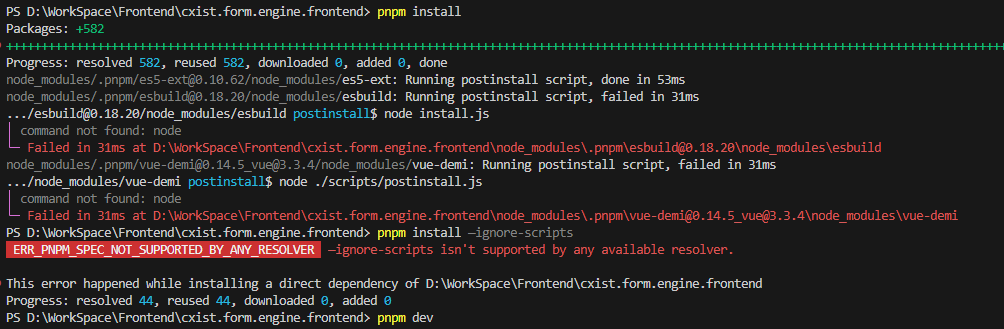 PS D:\WorkSpace\Frontend\cxist.form.engine.frontend> pnpm install
Packages: +582
++++++++++++++++++++++++++++++++++++++++++++++++++++++++++++++++++++++++++++++++++++++++++++++++++++++++++++++++++++++++++++++++++++++++++++++
Progress: resolved 582, reused 582, downloaded 0, added 0, done
node_modules/.pnpm/es5-ext@0.10.62/node_modules/es5-ext: Running postinstall script, done in 53ms
node_modules/.pnpm/esbuild@0.18.20/node_modules/esbuild: Running postinstall script, failed in 31ms
.../esbuild@0.18.20/node_modules/esbuild postinstall$ node install.js
│ command not found: node
└─ Failed in 31ms at D:\WorkSpace\Frontend\cxist.form.engine.frontend\node_modules\.pnpm\esbuild@0.18.20\node_modules\esbuild
node_modules/.pnpm/vue-demi@0.14.5_vue@3.3.4/node_modules/vue-demi: Running postinstall script, failed in 31ms
.../node_modules/vue-demi postinstall$ node ./scripts/postinstall.js
│ command not found: node
└─ Failed in 31ms at D:\WorkSpace\Frontend\cxist.form.engine.frontend\node_modules\.pnpm\vue-demi@0.14.5_vue@3.3.4\node_modules\vue-demi
PS D:\WorkSpace\Frontend\cxist.form.engine.frontend> pnpm install –ignore-scripts
ERR_PNPM_SPEC_NOT_SUPPORTED_BY_ANY_RESOLVER –ignore-scripts isn't supported by any available resolver.
This error happened while installing a direct dependency of D:\WorkSpace\Frontend\cxist.form.engine.frontend
Progress: resolved 44, reused 44, downloaded 0, added 0
PS D:\WorkSpace\Frontend\cxist.form.engine.frontend> pnpm dev